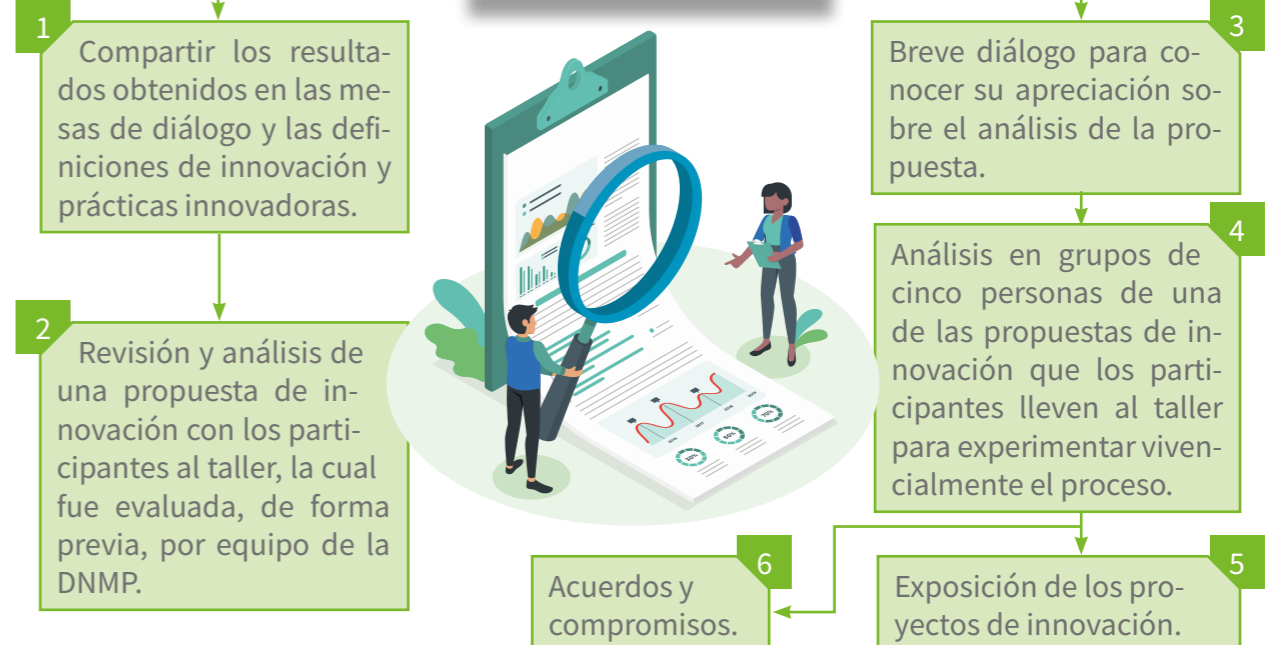 1
Compartir los resulta-
dos obtenidos en las me-
sas de diálogo y las defi-
niciones de innovación y
prácticas innovadoras.
2
Revisión y análisis de
una propuesta de in-
novación con los parti-
cipantes al taller, la cual
fue evaluada, de forma
previa, por equipo de la
DNMP.
3
Breve diálogo para co-
nocer su apreciación so-
bre el análisis de la pro-
puesta.
4
Análisis en grupos de
cinco personas de una
de las propuestas de in-
novación que los parti-
cipantes lleven al taller
para experimentar viven-
cialmente el proceso.
5
Exposición de los pro-
yectos de innovación.
6
Acuerdos y
compromisos.